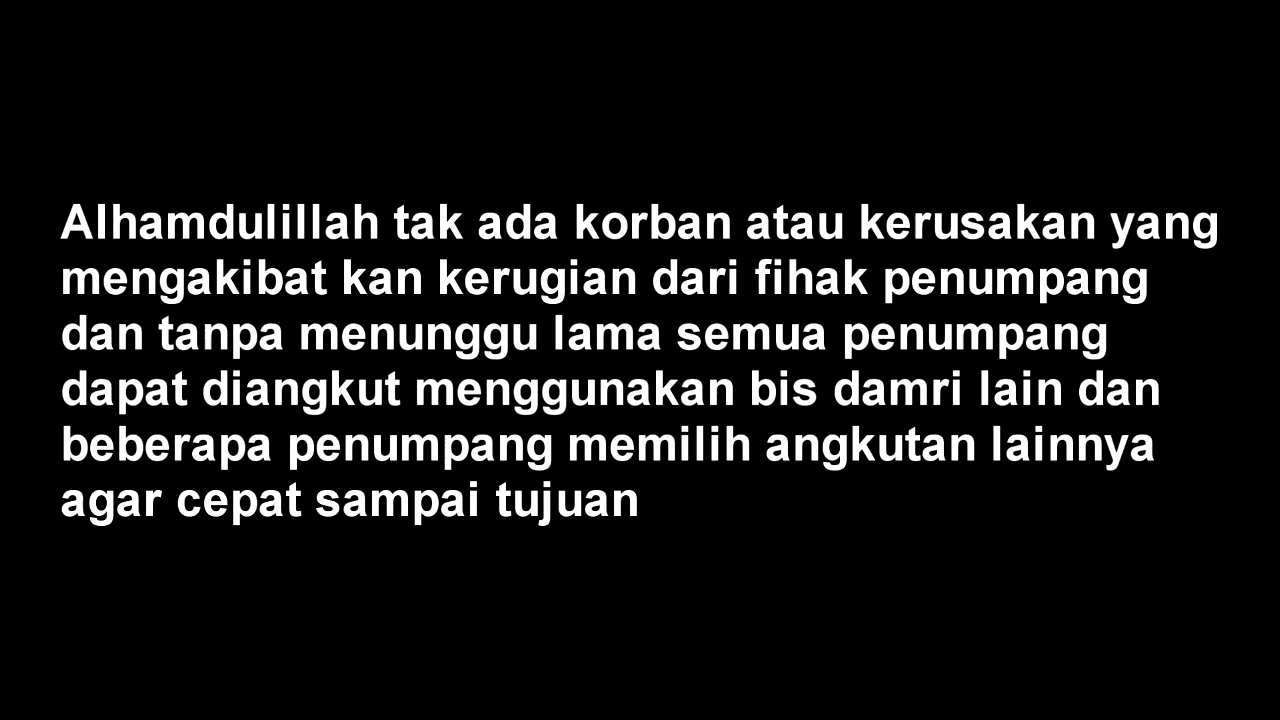 Alhamdulillah tak ada korban atau kerusakan yang
mengakibat kan kerugian dari fihak penumpang
dan tanpa menunggu lama semua penumpang
dapat diangkut menggunakan bis damri lain dan
beberapa penumpang memilih angkutan lainnya
agar cepat sampai tujuan